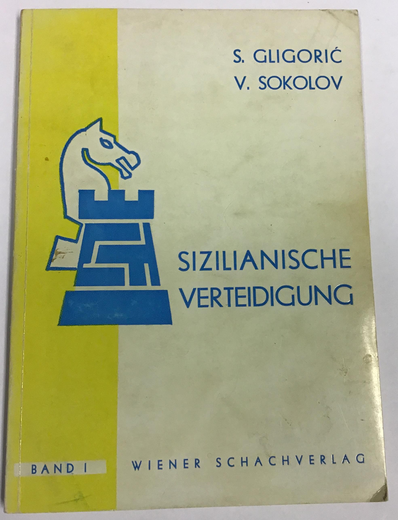 S. GLIGORIĆ
V. SOKOLOV
SIZILIANISCHE
VERTEIDIGUNG
BAND I WIENER SCHACHVERLAG